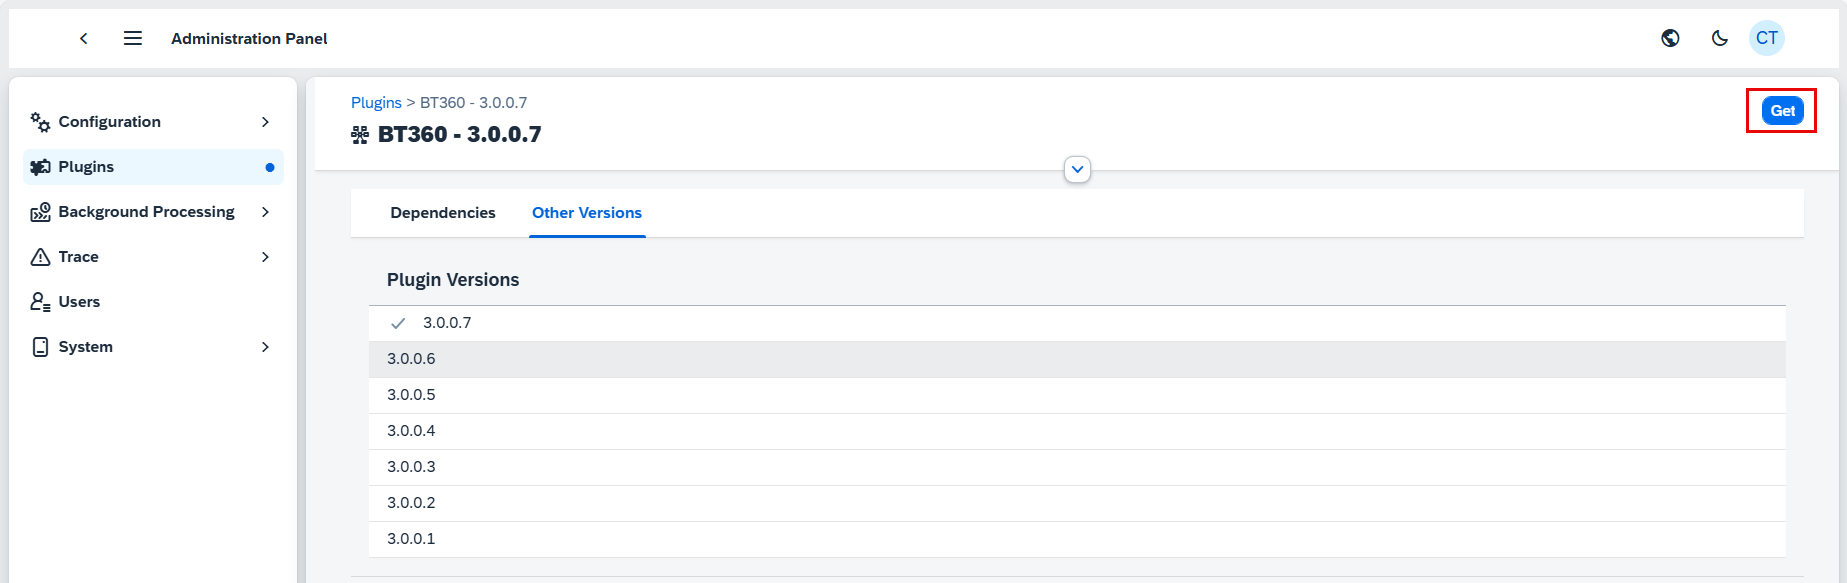 Administration Panel
CT
Configuration
Plugins
Background Processing
Trace
Users
System
Plugins > BT360 - 3.0.0.7
BT360 - 3.0.0.7
Get
Dependencies
Other Versions
Plugin Versions
3.0.0.7
3.0.0.6
3.0.0.5
3.0.0.4
3.0.0.3
3.0.0.2
3.0.0.1